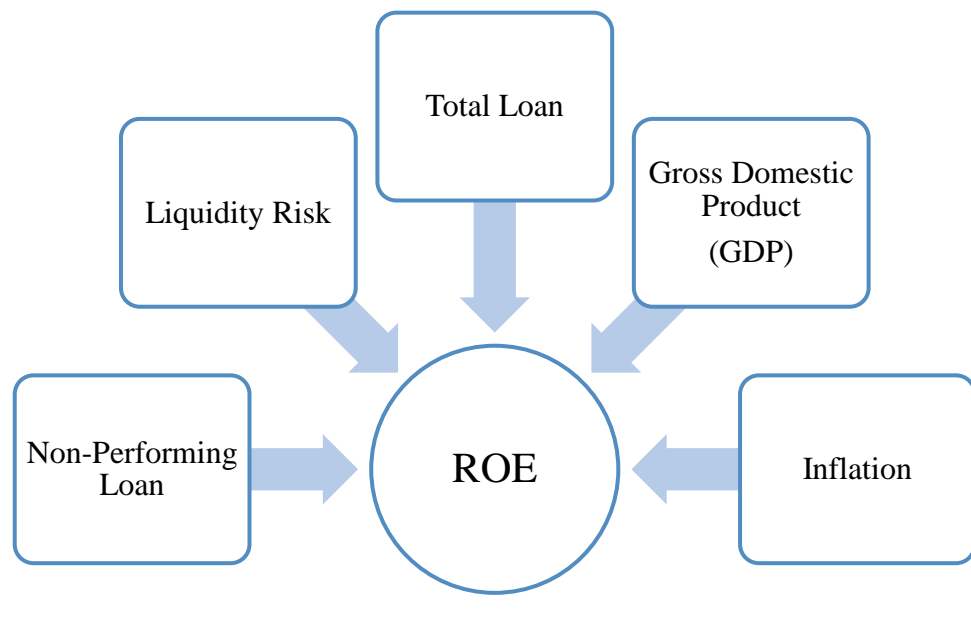 Total Loan
Liquidity Risk
Gross Domestic
Product
(GDP)
Non-Performing
Loan
ROE
Inflation